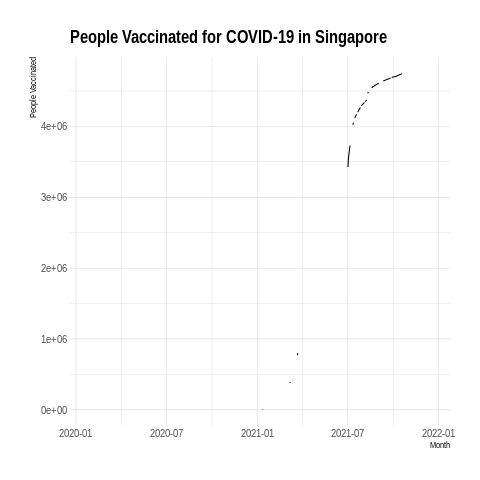 People Vaccinated for COVID-19 in Singapore
People Vaccinated
4e+06
3e+06
2e+06
1e+06
0e+00
2020-01
2020-07
2021-01
2021-07
2022-01
Month